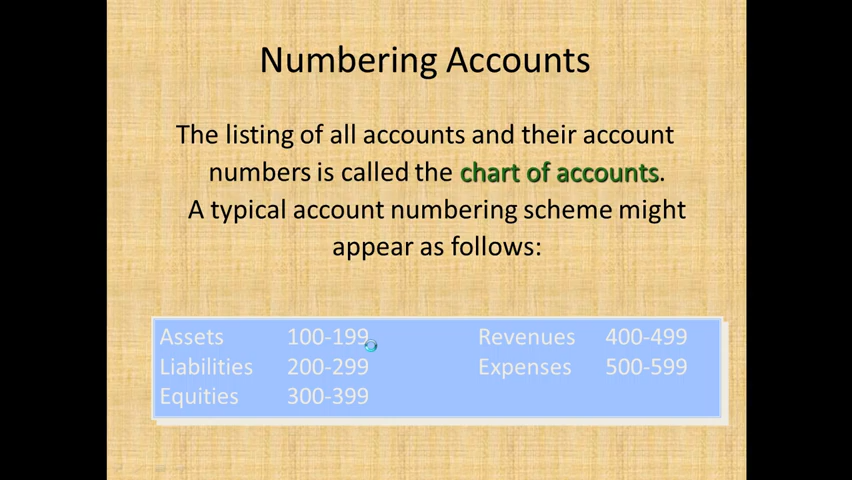 Numbering Accounts
The listing of all accounts and their account
numbers is called the chart of accounts.
A typical account numbering scheme might
appear as follows:
Assets 100-199 Revenues 400-499
Liabilities 200-299 Expenses 500-599
Equities 300-399